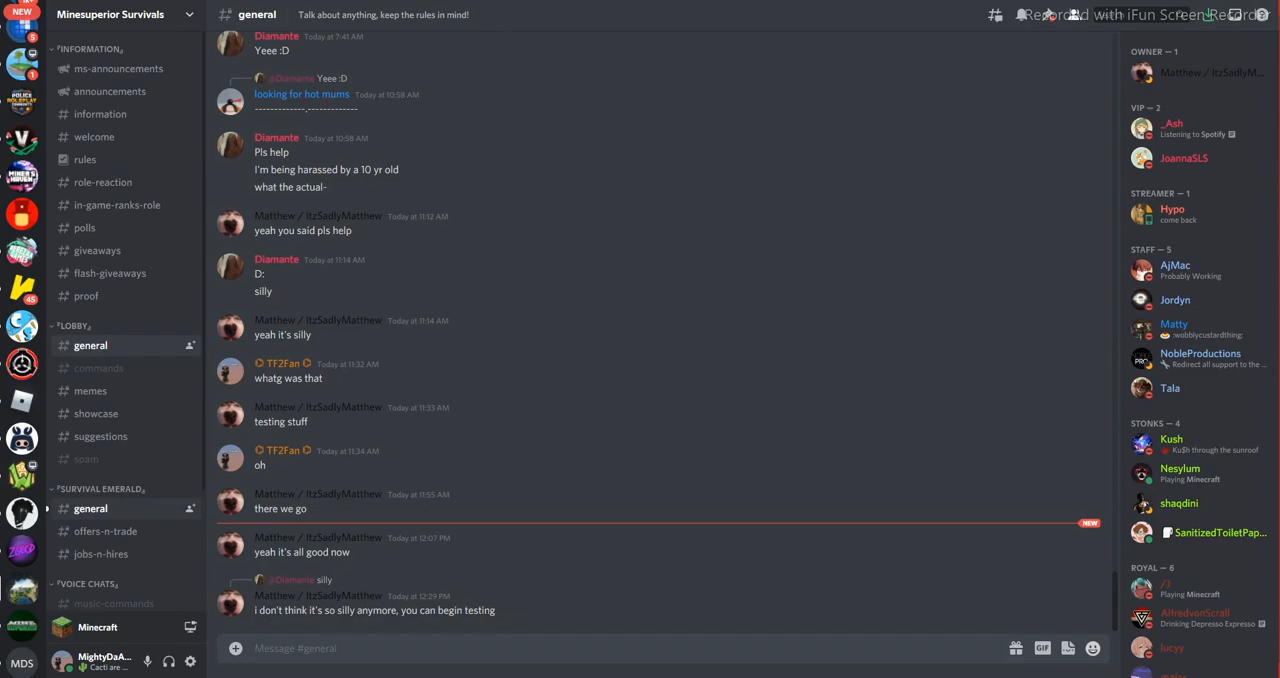 NEW
Minesuperior Survivals
general
Talk about anything, keep the rules in mind!
Recorded with iFun Screen Recorder
5
1
45
MDS
INFORMATION
ms-announcements
announcements
information
welcome
rules
role-reaction
in-game-ranks-role
polls
giveaways
flash-giveaways
proof
LOBBY
general
commands
memes
showcase
suggestions
spam
SURVIVAL EMERALD
general
offers-n-trade
jobs-n-hires
VOICE CHATS
music-commands
Minecraft
MightyDaA...
Cacti are ...
Diamante Today at 7:41 AM
Yeee :D
@Diamante Yeee :D
looking for hot mums Today at 10:58 AM
-------------.-------------
Diamante Today at 10:58 AM
Pls help
I'm being harassed by a 10 yr old
what the actual-
Matthew / ItzSadlyMatthew Today at 11:12 AM
yeah you said pls help
Diamante Today at 11:14 AM
D:
silly
Matthew / ItzSadlyMatthew Today at 11:14 AM
yeah it's silly
TF2Fan Today at 11:32 AM
whatg was that
Matthew / ItzSadlyMatthew Today at 11:33 AM
testing stuff
TF2Fan Today at 11:34 AM
oh
Matthew / ItzSadlyMatthew Today at 11:55 AM
there we go
NEW
Matthew / ItzSadlyMatthew Today at 12:07 PM
yeah it's all good now
@Diamante silly
Matthew / ItzSadlyMatthew Today at 12:29 PM
i don't think it's so silly anymore, you can begin testing
Message #general
GIF
OWNER — 1
Matthew / ItzSadlyM...
VIP — 2
_Ash
Listening to Spotify
JoannaSLS
STREAMER — 1
Hypo
come back
STAFF — 5
AjMac
Probably Working
Jordyn
Matty
:wobblycustardthing:
NobleProductions
Redirect all support to the ...
Tala
STONKS — 4
Kush
Ku$h through the sunroof
Nesylum
Playing Minecraft
shaqdini
SanitizedToiletPap...
ROYAL — 6
/J
Playing Minecraft
AlfredvonScrall
Drinking Depresso Expresso
lucyy